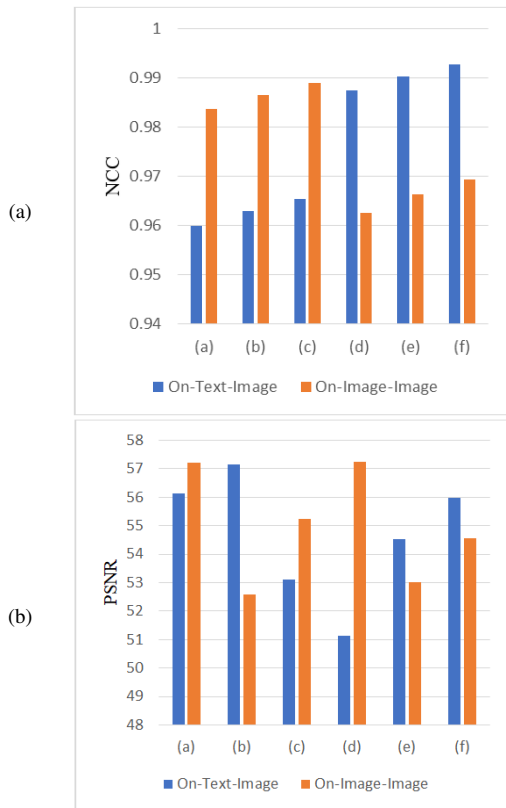 (a)
NCC
1
0.99
0.98
0.97
0.96
0.95
0.94
(a) (b) (c) (d) (e) (f)
On-Text-Image On-Image-Image
(b)
PSNR
58
57
56
55
54
53
52
51
50
49
48
(a) (b) (c) (d) (e) (f)
On-Text-Image On-Image-Image